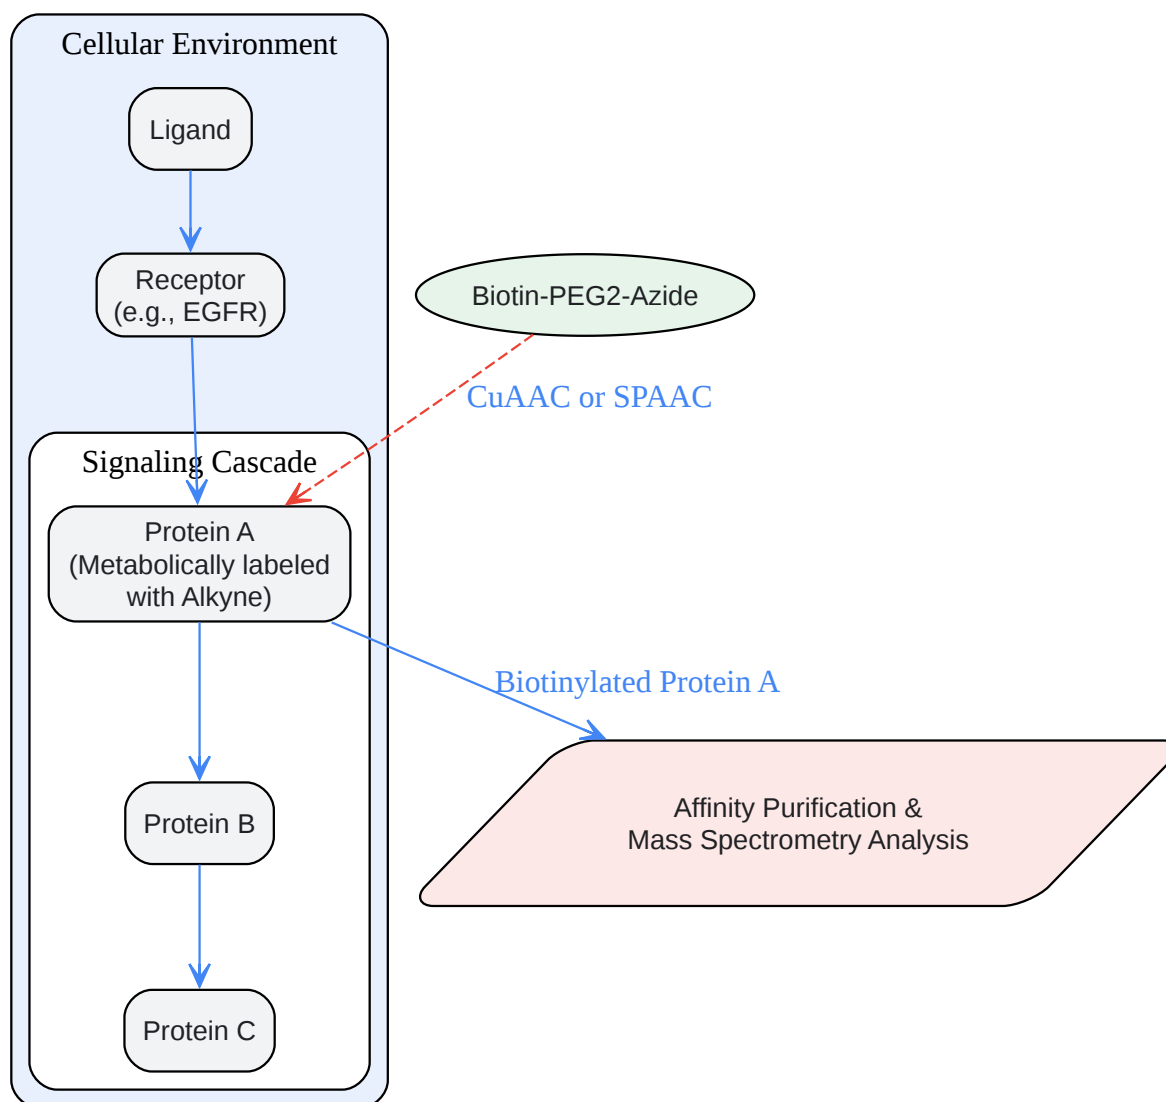 Cellular Environment
Ligand
Receptor
(e.g., EGFR)
Biotin-PEG2-Azide
CuAAC or SPAAC
Signaling Cascade
Protein A
(Metabolically labeled
with Alkyne)
Biotinylated Protein A
Affinity Purification &
Mass Spectrometry Analysis
Protein B
Protein C